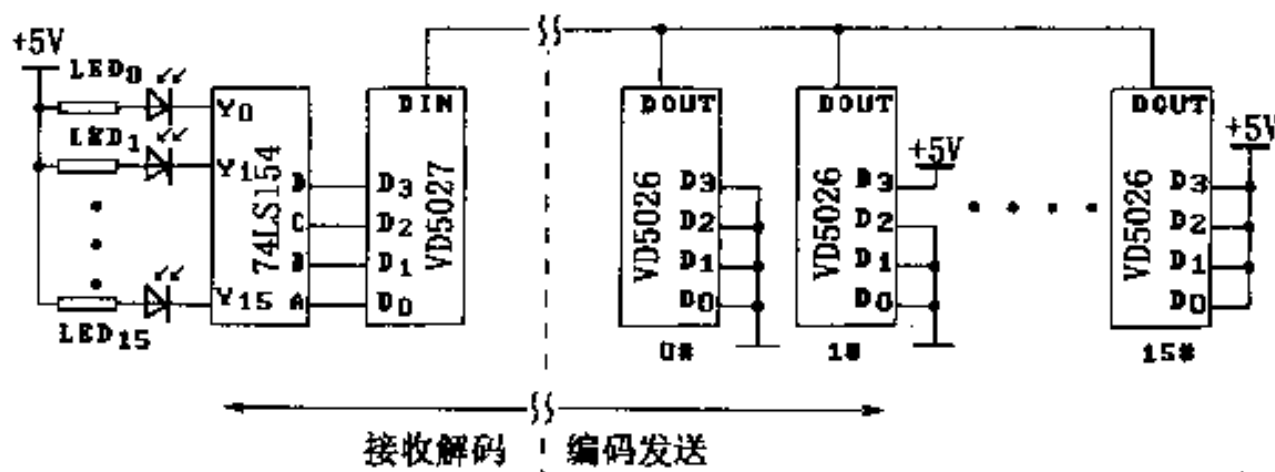 +5V
LED0
LED1
LED15
Y0
Y1
Y15
74LS154
D
C
B
A
DIN
D3
D2
D1
D0
VD5027
DOUT
D3
D2
D1
D0
VD5026
0#
DOUT
D3
D2
D1
D0
VD5026
+5V
1#
DOUT
D3
D2
D1
D0
VD5026
+5V
15#
接收解码
编码发送